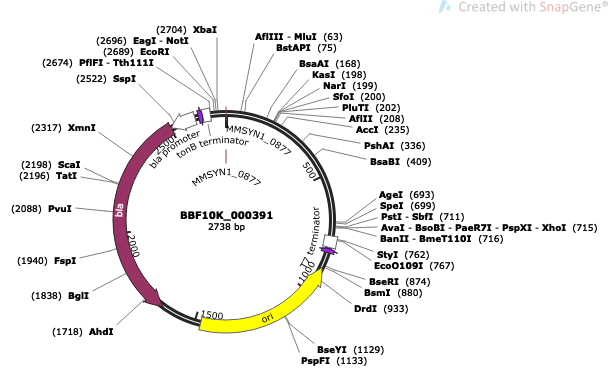 Created with SnapGene®
(2704) XbaI
(2696) EagI - NotI
(2689) EcoRI
(2674) PflFI - Tth111I
(2522) SspI
(2317) XmnI
(2198) ScaI
(2196) TatI
(2088) PvuI
(1940) FspI
(1838) BglI
(1718) AhdI
AflIII - MluI (63)
BstAPI (75)
BsaAI (168)
KasI (198)
NarI (199)
SfoI (200)
PluTI (202)
AflII (208)
AccI (235)
PshAI (336)
BsaBI (409)
AgeI (693)
SpeI (699)
PstI - SbfI (711)
AvaI - BsoBI - PaeR7I - PspXI - XhoI (715)
BanII - BmeT110I (716)
StyI (762)
EcoO109I (767)
BseRI (874)
BsmI (880)
DrdI (933)
BseYI (1129)
PspFI (1133)
MMSYN1_0877
MMSYN1_0877
tonB terminator
bla promoter
bla
T7 terminator
ori
500
1000
1500
2000
2500
BBF10K_000391
2738 bp